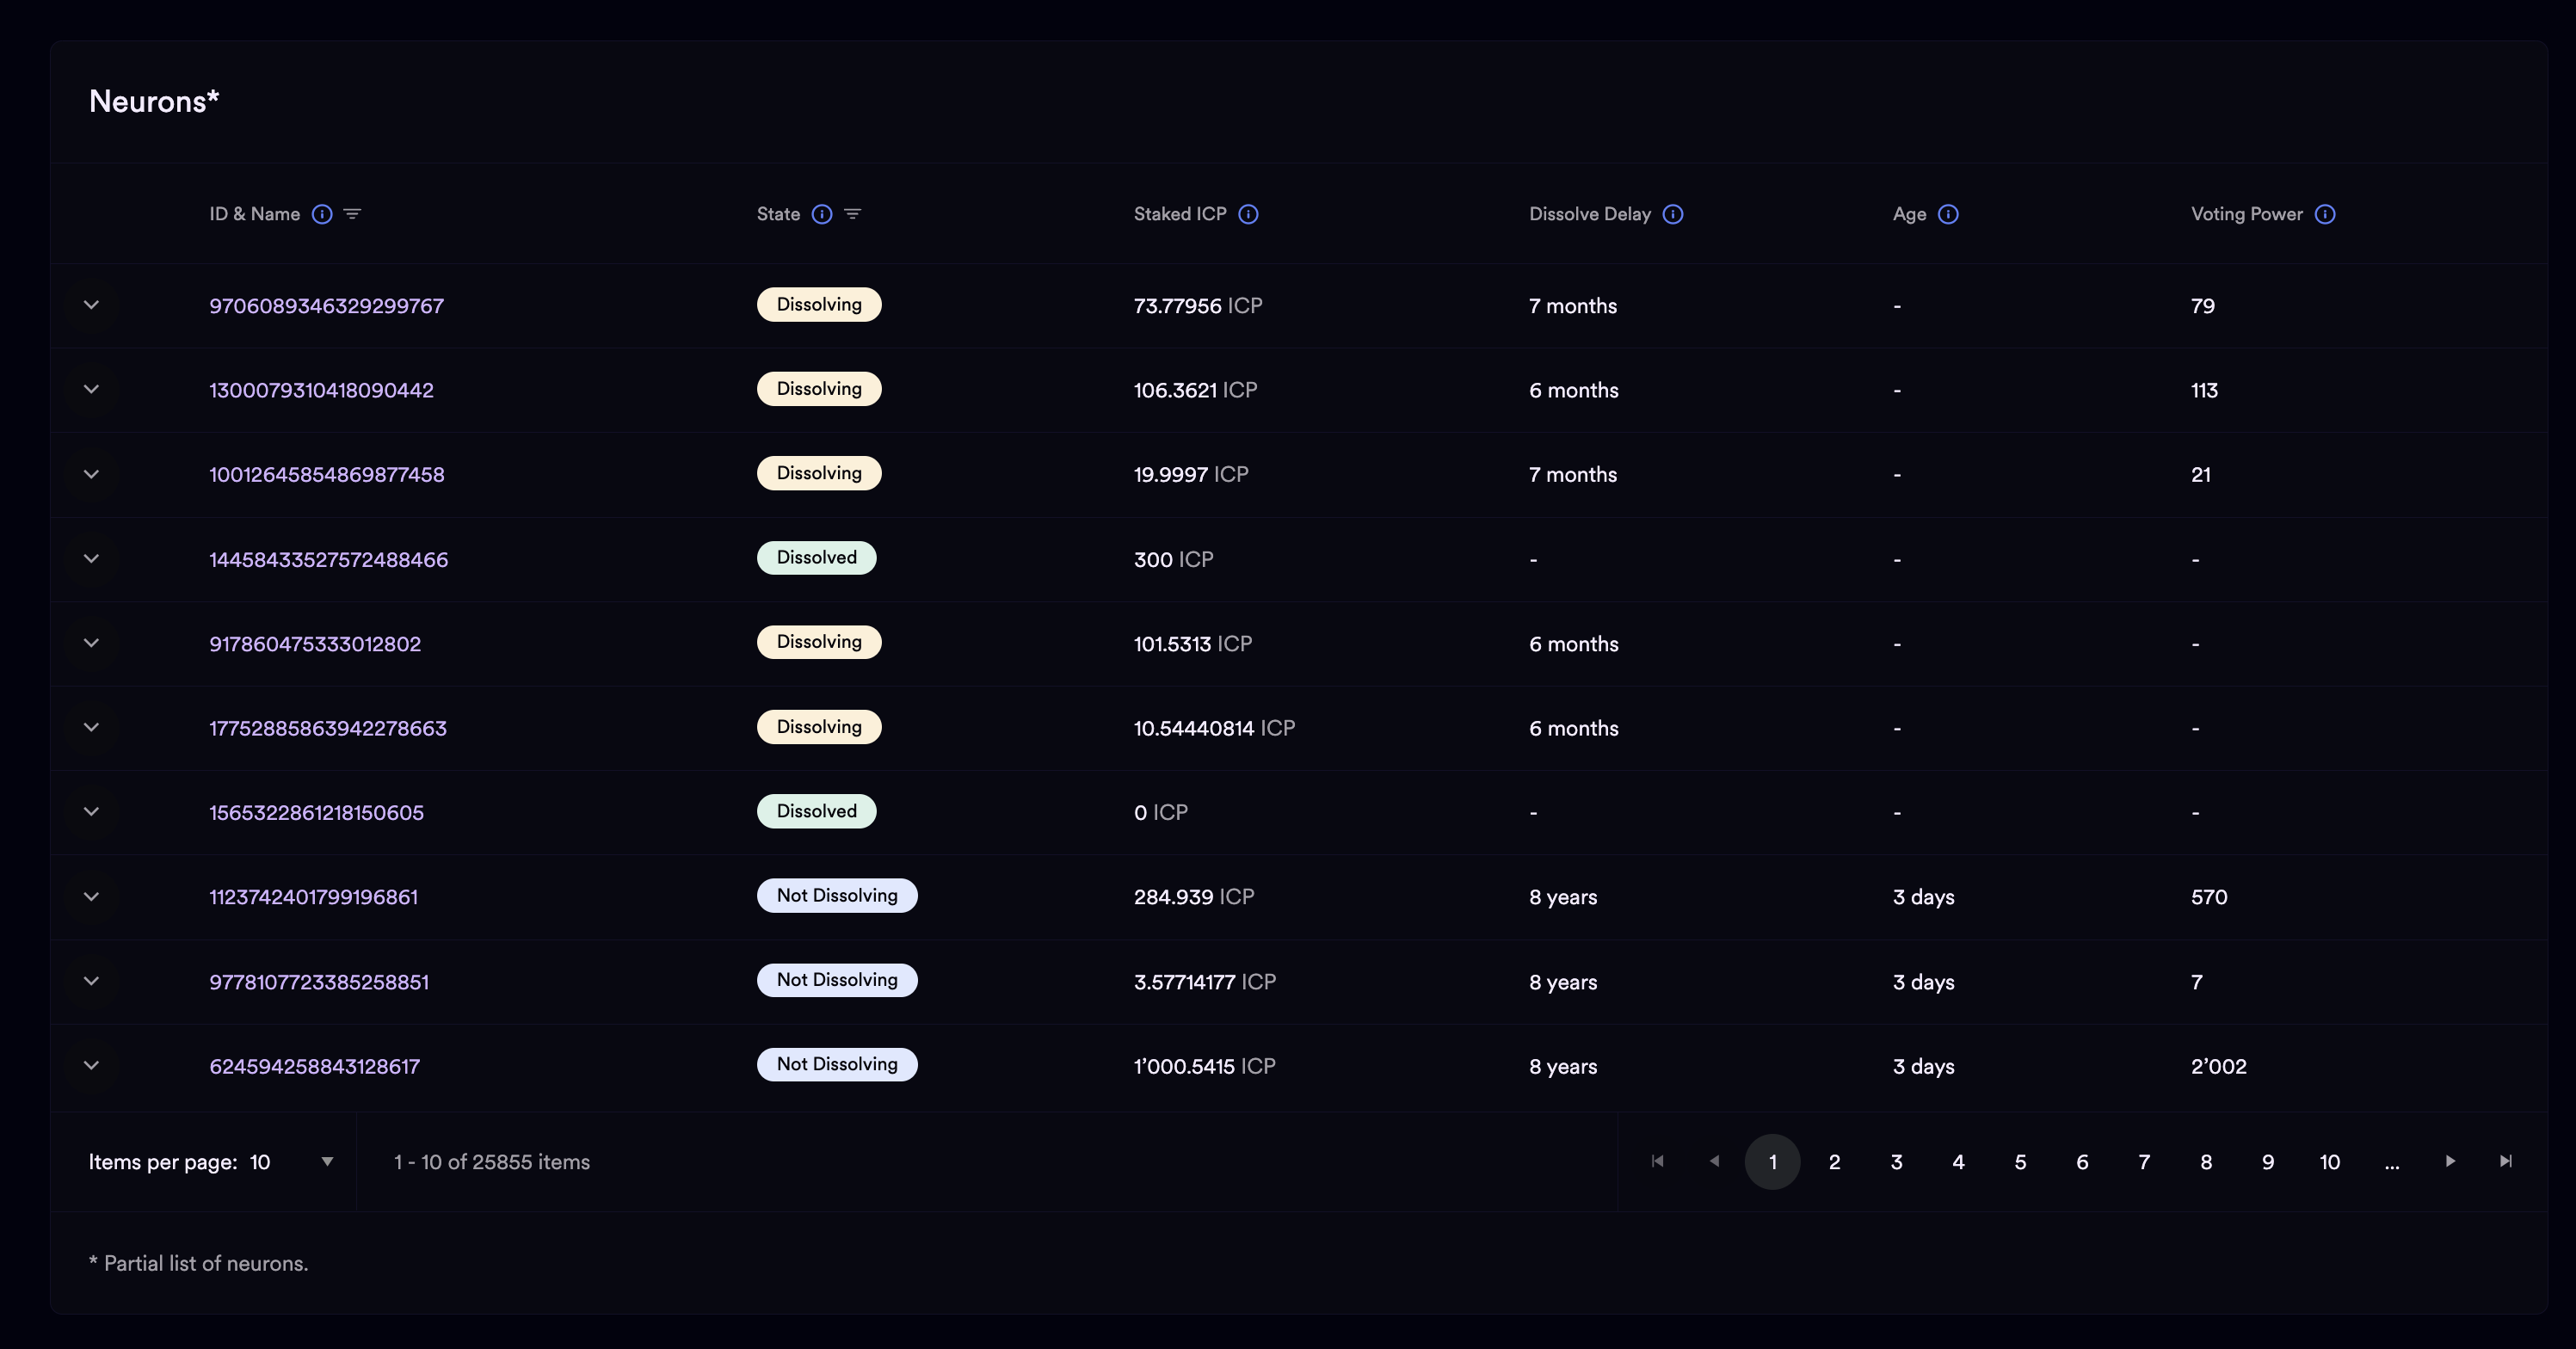 Neurons*
ID & Name State Staked ICP Dissolve Delay Age Voting Power
9706089346329299767 Dissolving 73.77956 ICP 7 months - 79
1300079310418090442 Dissolving 106.3621 ICP 6 months - 113
10012645854869877458 Dissolving 19.9997 ICP 7 months - 21
14458433527572488466 Dissolved 300 ICP - - -
917860475333012802 Dissolving 101.5313 ICP 6 months - -
17752885863942278663 Dissolving 10.54440814 ICP 6 months - -
1565322861218150605 Dissolved 0 ICP - - -
1123742401799196861 Not Dissolving 284.939 ICP 8 years 3 days 570
9778107723385258851 Not Dissolving 3.57714177 ICP 8 years 3 days 7
624594258843128617 Not Dissolving 1’000.5415 ICP 8 years 3 days 2’002
Items per page: 10 1 - 10 of 25855 items 1 2 3 4 5 6 7 8 9 10 ...
* Partial list of neurons.